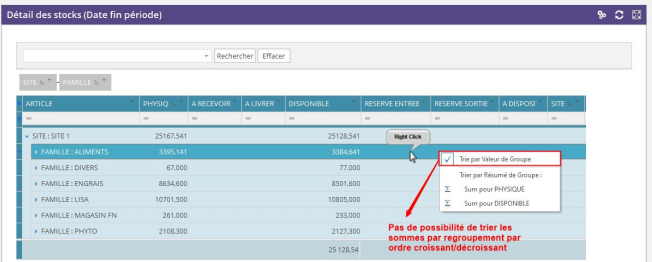 Détail des stocks (Date fin période)
Rechercher Effacer
SITE - FAMILLE
ARTICLE PHYSIQ A RECEVOIR A LIVRER DISPONIBLE RESERVE ENTREE RESERVE SORTIE A DISPOSI SITE
= = = = = = = = =
SITE : SITE 1 25167.541 25128,541
Right Click
FAMILLE : ALIMENTS 3395,141 3384,641
FAMILLE : DIVERS 67,000 77,000
FAMILLE : ENGRAIS 8634,600 8501,600
FAMILLE : LISA 10701.500 10805,000
FAMILLE : MAGASIN FN 261,000 233,000
FAMILLE : PHYTO 2108,300 2127,300
25 128,54
Trie par Valeur de Groupe
Trier par Résumé de Groupe :
Σ Sum pour PHYSIQUE
Σ Sum pour DISPONIBLE
Pas de possibilité de trier les
sommes par regroupement par
ordre croissant/décroissant